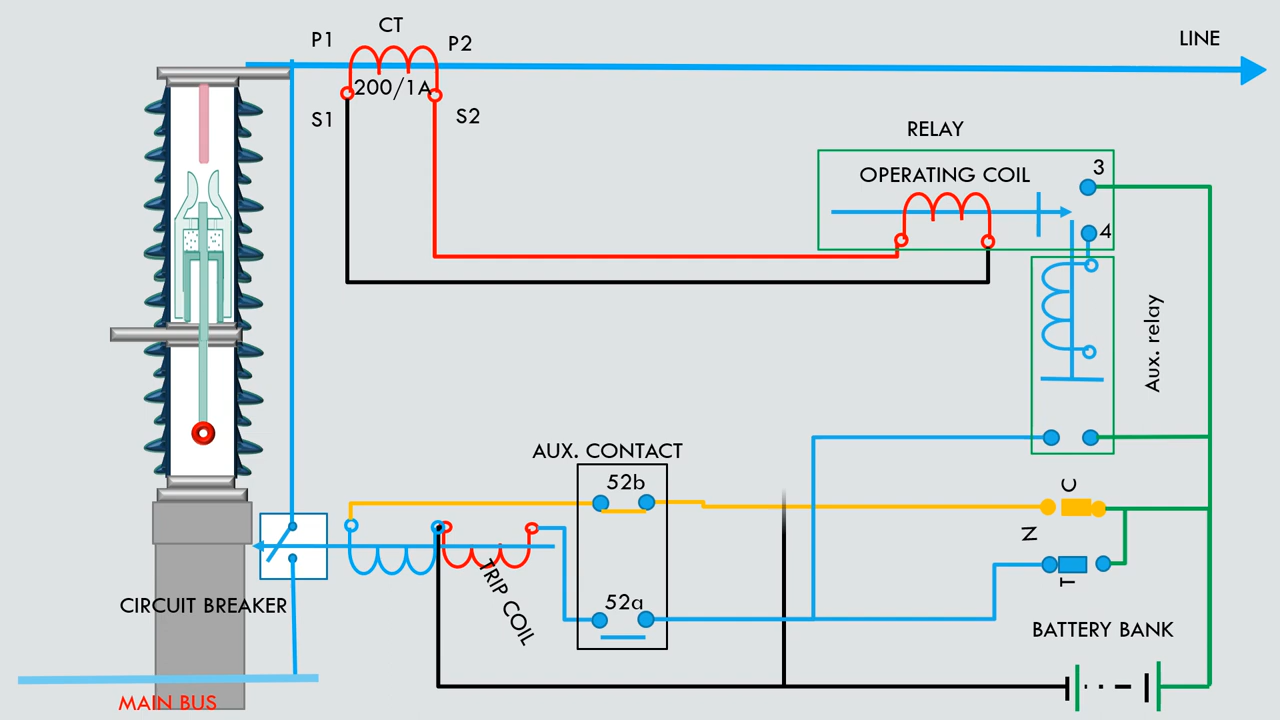 CT
P1
P2
LINE
200/1A
S1
S2
RELAY
OPERATING COIL
3
4
Aux. relay
AUX. CONTACT
52b
C
N
T
TRIP COIL
52a
CIRCUIT BREAKER
BATTERY BANK
MAIN BUS